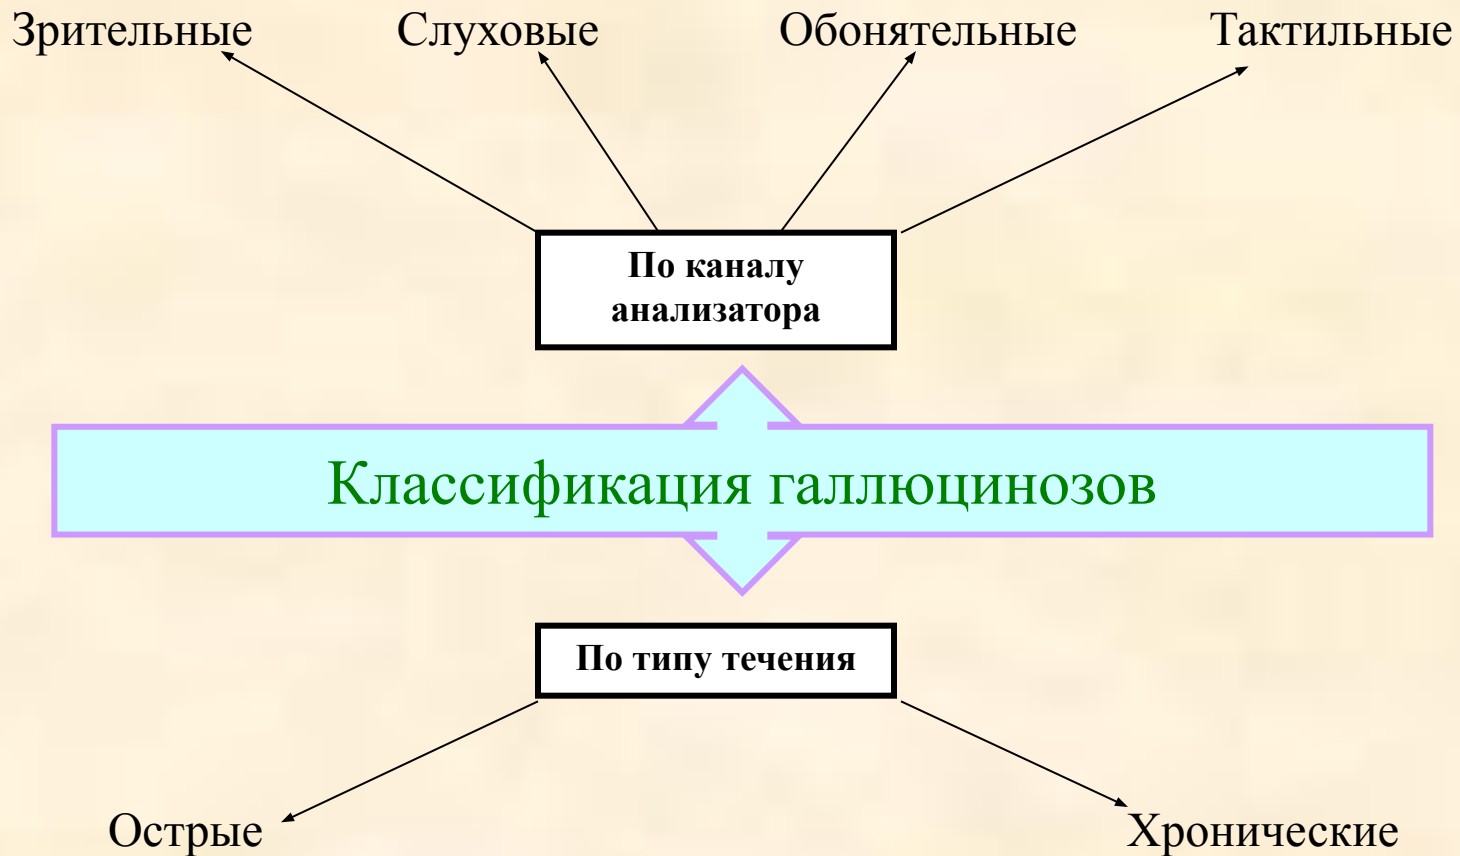 Зрительные Слуховые Обонятельные Тактильные
По каналу
анализатора
Классификация галлюцинозов
По типу течения
Острые Хронические